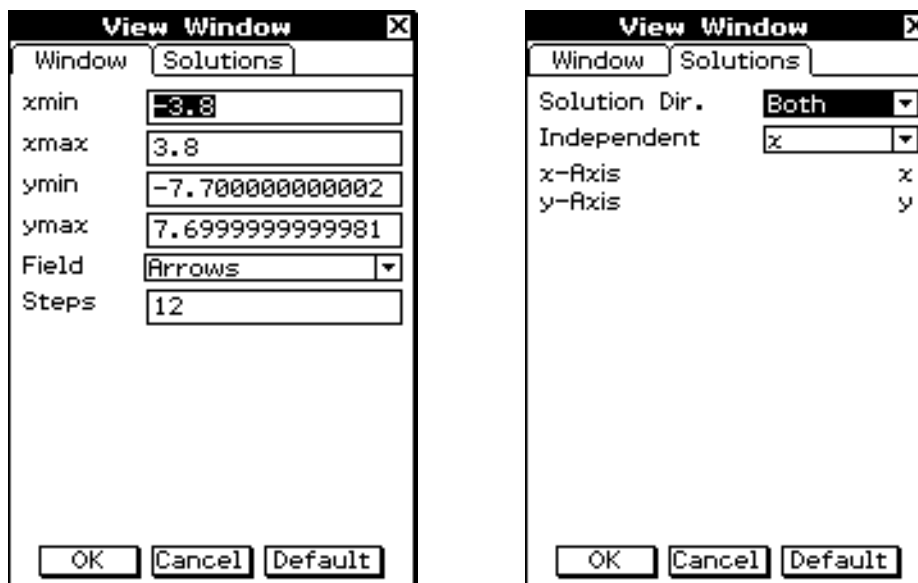 View Window X
Window Solutions
xmin -3.8
xmax 3.8
ymin -7.700000000002
ymax 7.6999999999981
Field Arrows
Steps 12
OK Cancel Default
View Window X
Window Solutions
Solution Dir. Both
Independent x
x-Axis x
y-Axis y
OK Cancel Default